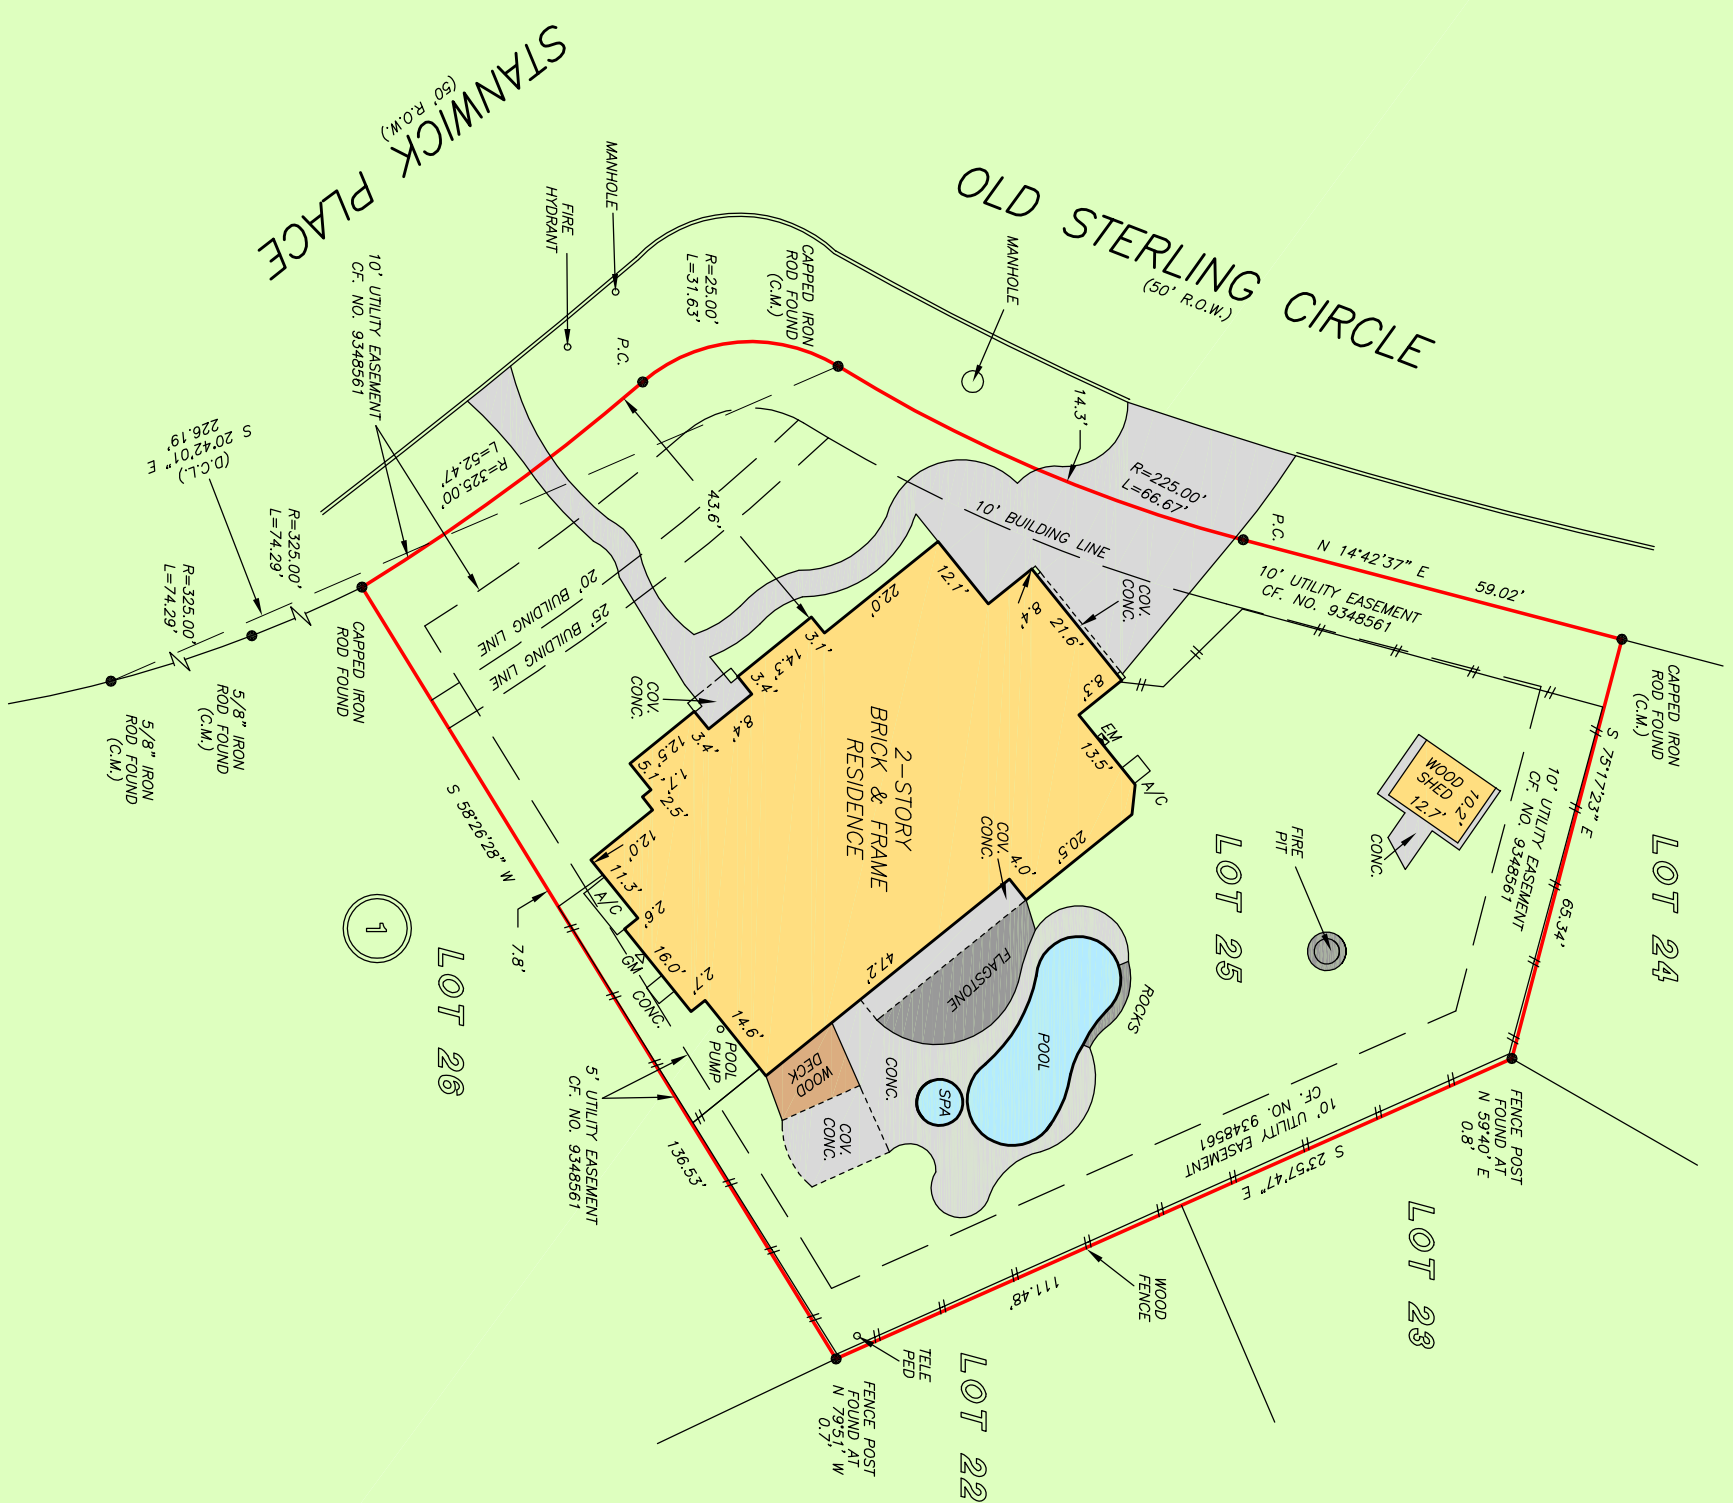 STANWICK PLACE
(50' R.O.W.)
OLD STERLING CIRCLE
(50' R.O.W.)
MANHOLE
FIRE
HYDRANT
MANHOLE
CAPPED IRON
ROD FOUND
(C.M.)
R=25.00'
L=31.63'
P.C.
10' UTILITY EASEMENT
CF. NO. 9348561
14.3'
R=225.00'
L=66.67'
P.C.
N 14°42'37" E
59.02'
10' UTILITY EASEMENT
CF. NO. 9348561
10' BUILDING LINE
COV.
CONC.
R=325.00'
L=52.47'
43.6'
S 20°42'01" E
(D.C.L.)
226.19'
R=325.00'
L=74.29'
R=325.00'
L=74.29'
20' BUILDING LINE
25' BUILDING LINE
CAPPED IRON
ROD FOUND
5/8" IRON
ROD FOUND
(C.M.)
5/8" IRON
ROD FOUND
(C.M.)
CAPPED IRON
ROD FOUND
(C.M.)
12.1'
8.4'
21.6'
8.3'
22.0'
3.1'
14.3'
3.4'
8.4'
3.4'
COV.
CONC.
12.5'
5.1'
1.7'
2.5'
12.0'
11.3'
A/C
2.6'
16.0'
GM
CONC.
2.7'
14.6'
POOL
PUMP
EM
13.5'
A/C
20.5'
4.0'
COV.
CONC.
47.2'
2-STORY
BRICK & FRAME
RESIDENCE
FLAGSTONE
ROCKS
POOL
SPA
CONC.
WOOD
DECK
COV.
CONC.
WOOD
SHED
10.2'
12.7'
CONC.
FIRE
PIT
LOT 25
LOT 24
S 75°17'23" E
65.34'
10' UTILITY EASEMENT
CF. NO. 9348561
S 58°26'28" W
7.8'
1
LOT 26
5' UTILITY EASEMENT
CF. NO. 9348561
136.53'
FENCE POST
FOUND AT
N 59°40' E
0.8'
10' UTILITY EASEMENT
CF. NO. 9348561
S 23°57'47" E
111.48'
WOOD
FENCE
LOT 23
TELE
PED
LOT 22
FENCE POST
FOUND AT
N 79°51' W
0.7'